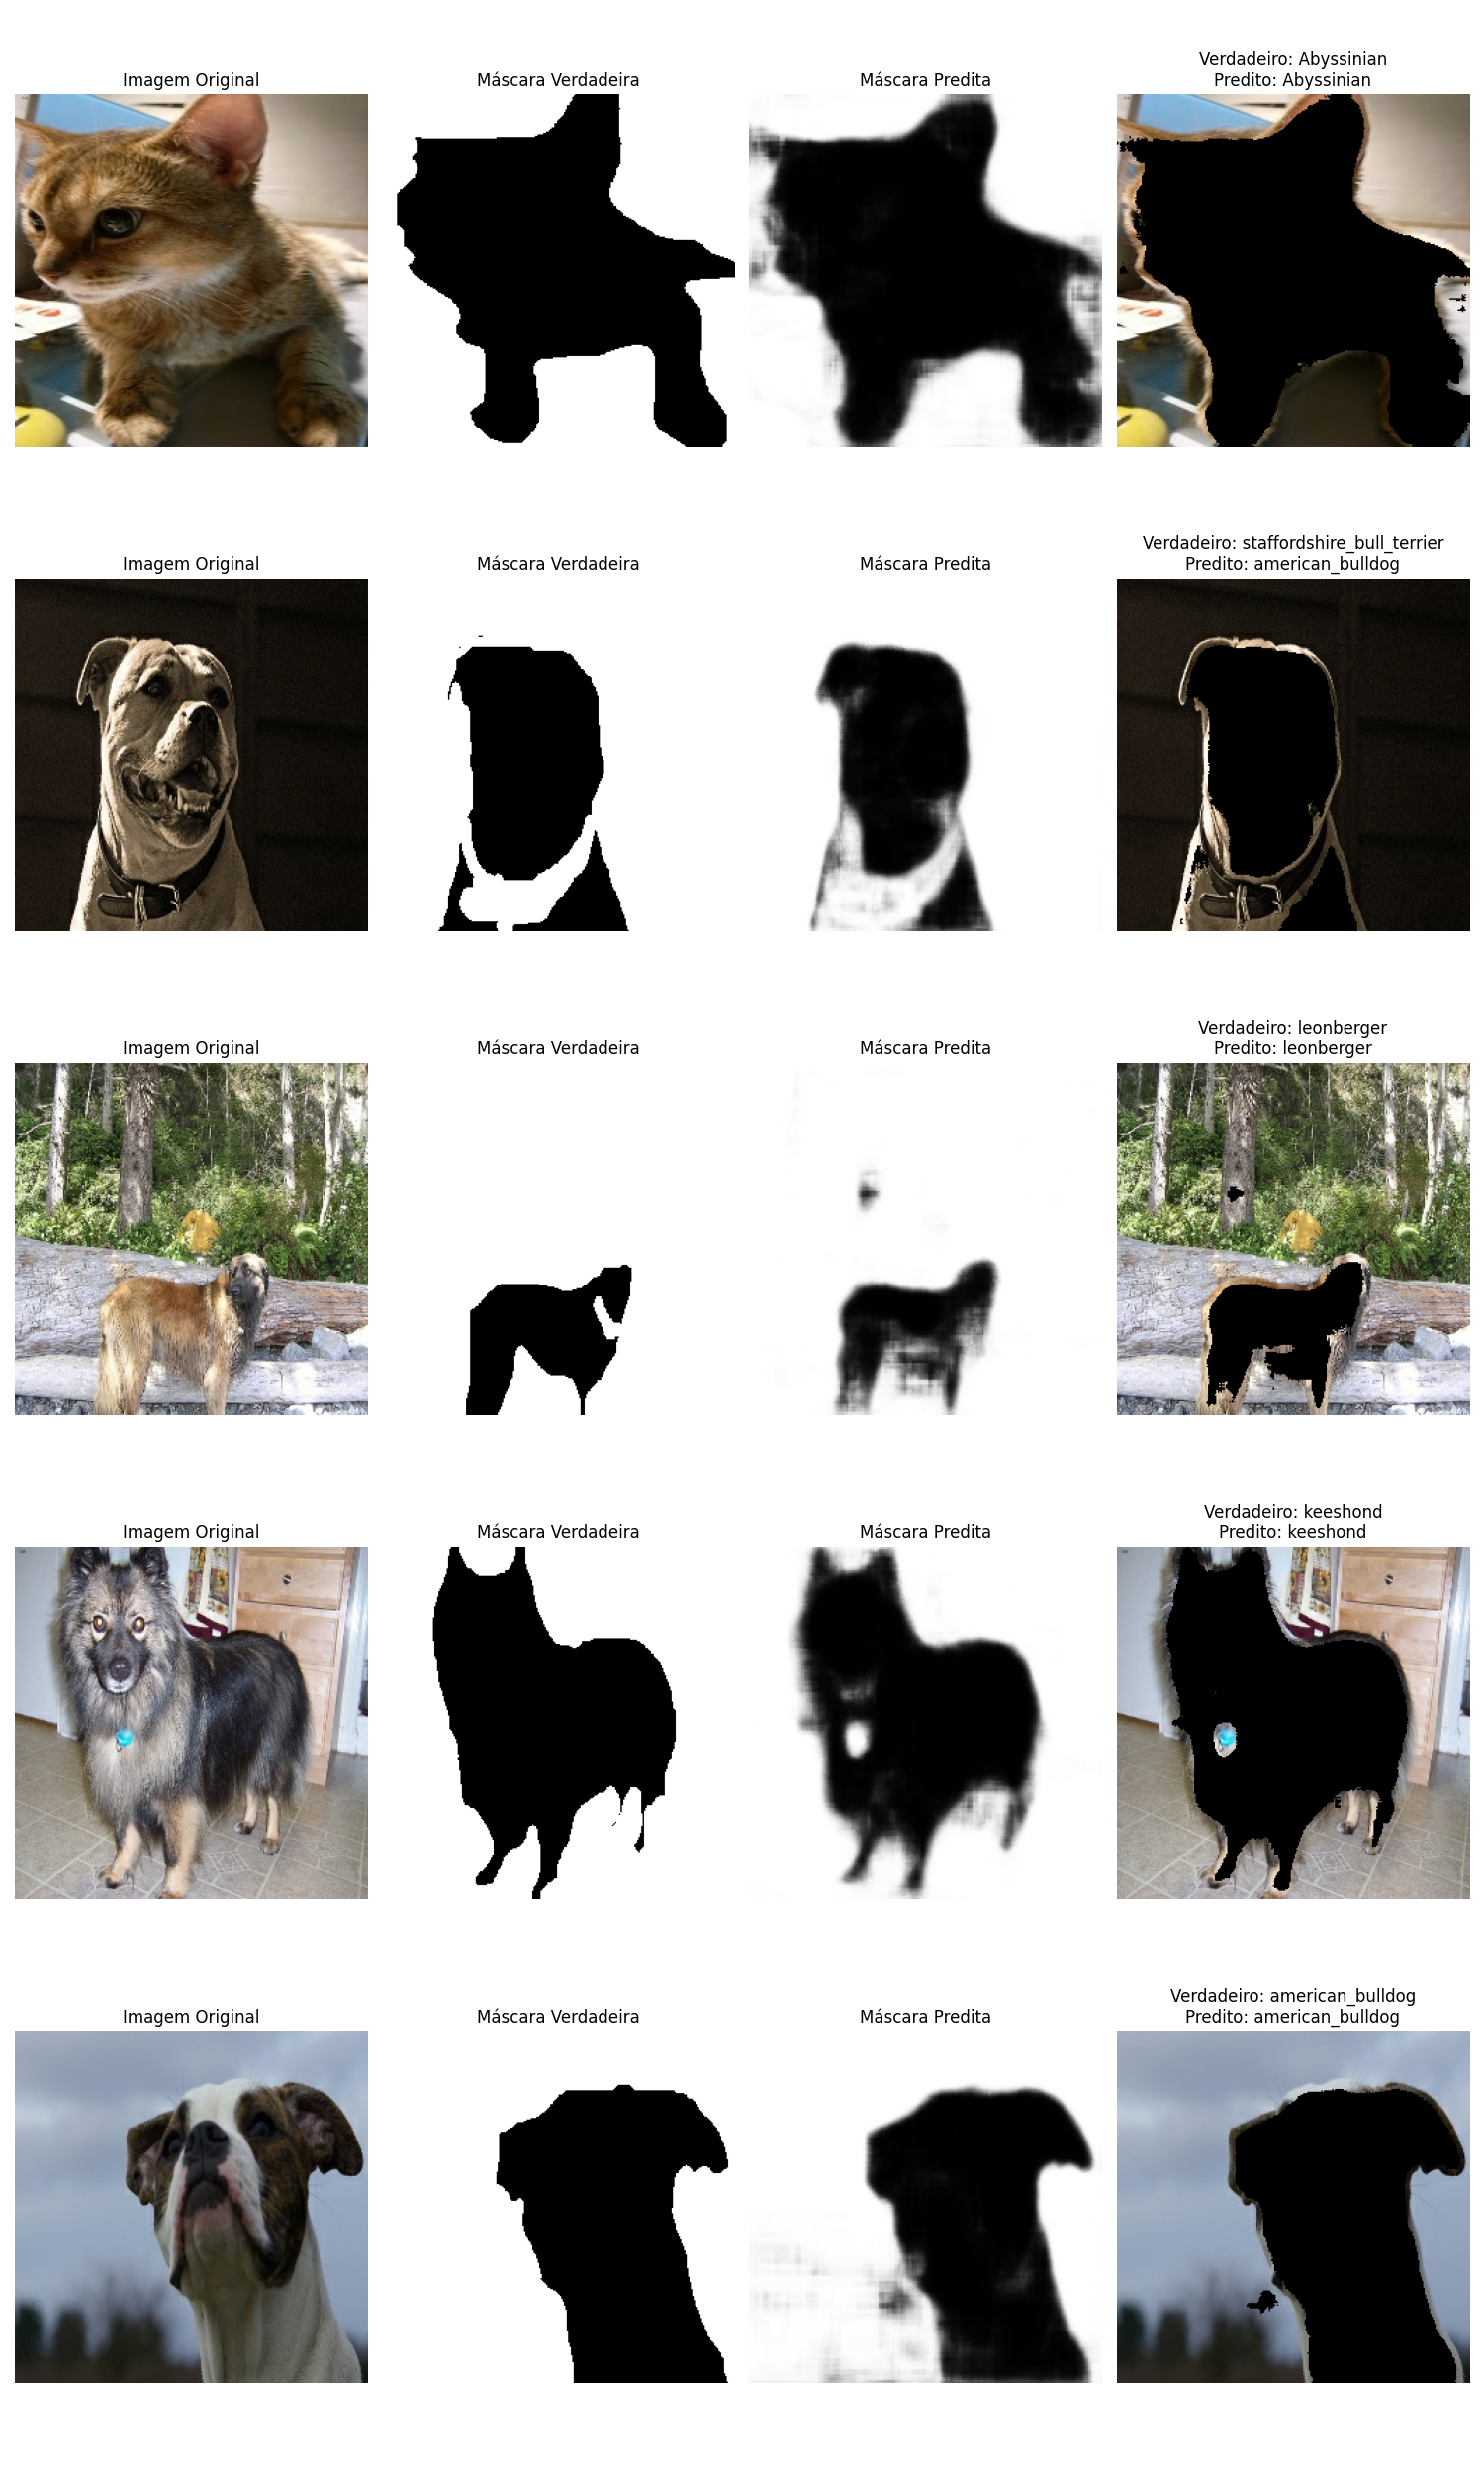 Imagem Original
Máscara Verdadeira
Máscara Predita
Verdadeiro: Abyssinian
Predito: Abyssinian
Imagem Original
Máscara Verdadeira
Máscara Predita
Verdadeiro: staffordshire_bull_terrier
Predito: american_bulldog
Imagem Original
Máscara Verdadeira
Máscara Predita
Verdadeiro: leonberger
Predito: leonberger
Imagem Original
Máscara Verdadeira
Máscara Predita
Verdadeiro: keeshond
Predito: keeshond
Imagem Original
Máscara Verdadeira
Máscara Predita
Verdadeiro: american_bulldog
Predito: american_bulldog